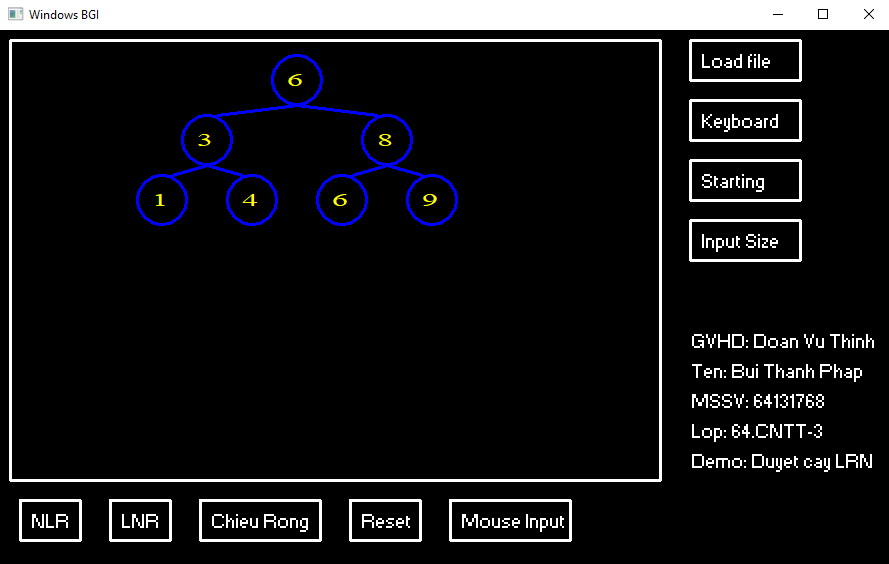 Windows BGI
6
3 8
1 4 6 9
Load file
Keyboard
Starting
Input Size
GVHD: Doan Vu Thinh
Ten: Bui Thanh Phap
MSSV: 64131768
Lop: 64.CNTT-3
Demo: Duyet cay LRN
NLR LNR Chieu Rong Reset Mouse Input